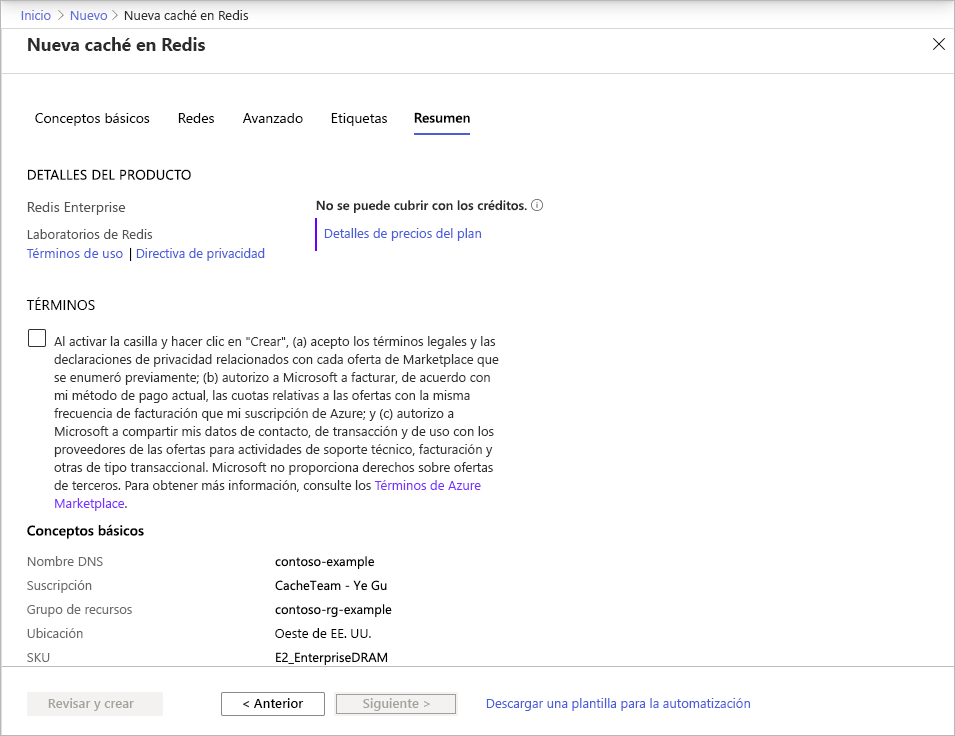 Inicio > Nuevo > Nueva caché en Redis
Nueva caché en Redis
Conceptos básicos Redes Avanzado Etiquetas Resumen
DETALLES DEL PRODUCTO
Redis Enterprise
Laboratorios de Redis
Términos de uso | Directiva de privacidad
No se puede cubrir con los créditos.
Detalles de precios del plan
TÉRMINOS
Al activar la casilla y hacer clic en "Crear", (a) acepto los términos legales y las
declaraciones de privacidad relacionados con cada oferta de Marketplace que
se enumeró previamente; (b) autorizo a Microsoft a facturar, de acuerdo con
mi método de pago actual, las cuotas relativas a las ofertas con la misma
frecuencia de facturación que mi suscripción de Azure; y (c) autorizo a
Microsoft a compartir mis datos de contacto, de transacción y de uso con los
proveedores de las ofertas para actividades de soporte técnico, facturación y
otras de tipo transaccional. Microsoft no proporciona derechos sobre ofertas
de terceros. Para obtener más información, consulte los Términos de Azure
Marketplace.
Conceptos básicos
Nombre DNS contoso-example
Suscripción CacheTeam - Ye Gu
Grupo de recursos contoso-rg-example
Ubicación Oeste de EE. UU.
SKU E2_EnterpriseDRAM
Revisar y crear < Anterior Siguiente > Descargar una plantilla para la automatización